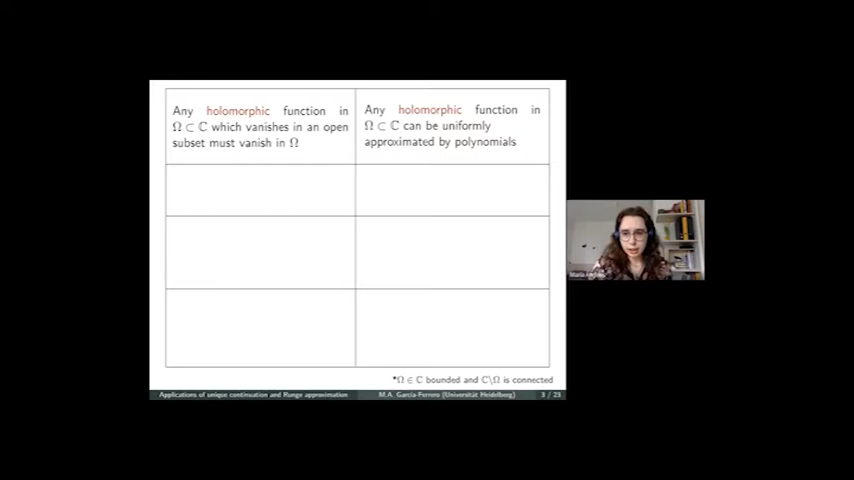 Any holomorphic function in
Ω ⊂ ℂ which vanishes in an open
subset must vanish in Ω
Any holomorphic function in
Ω ⊂ ℂ can be uniformly
approximated by polynomials
*Ω ∈ ℂ bounded and ℂ\Ω is connected
Applications of unique continuation and Runge approximation
M.A. García-Ferrero (Universität Heidelberg)
3 / 23